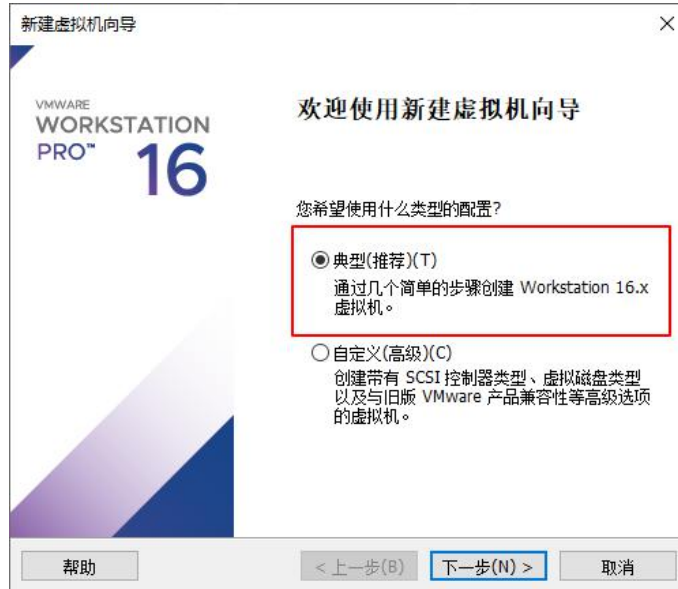 新建虚拟机向导
VMWARE
WORKSTATION
PRO™ 16
欢迎使用新建虚拟机向导
您希望使用什么类型的配置?
典型(推荐)(T)
通过几个简单的步骤创建 Workstation 16.x
虚拟机。
自定义(高级)(C)
创建带有 SCSI 控制器类型、虚拟磁盘类型
以及与旧版 VMware 产品兼容性等高级选项
的虚拟机。
帮助
< 上一步(B)
下一步(N) >
取消